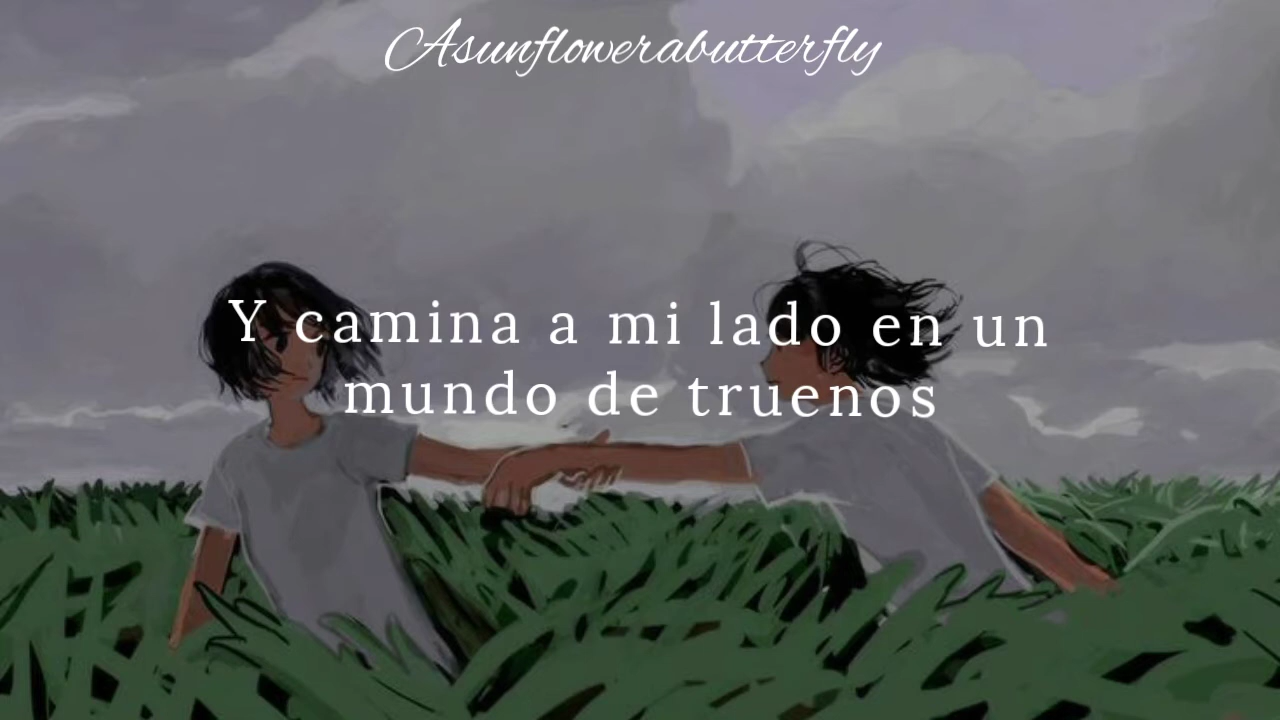 Asunflowerabutterfly
Y camina a mi lado en un
mundo de truenos